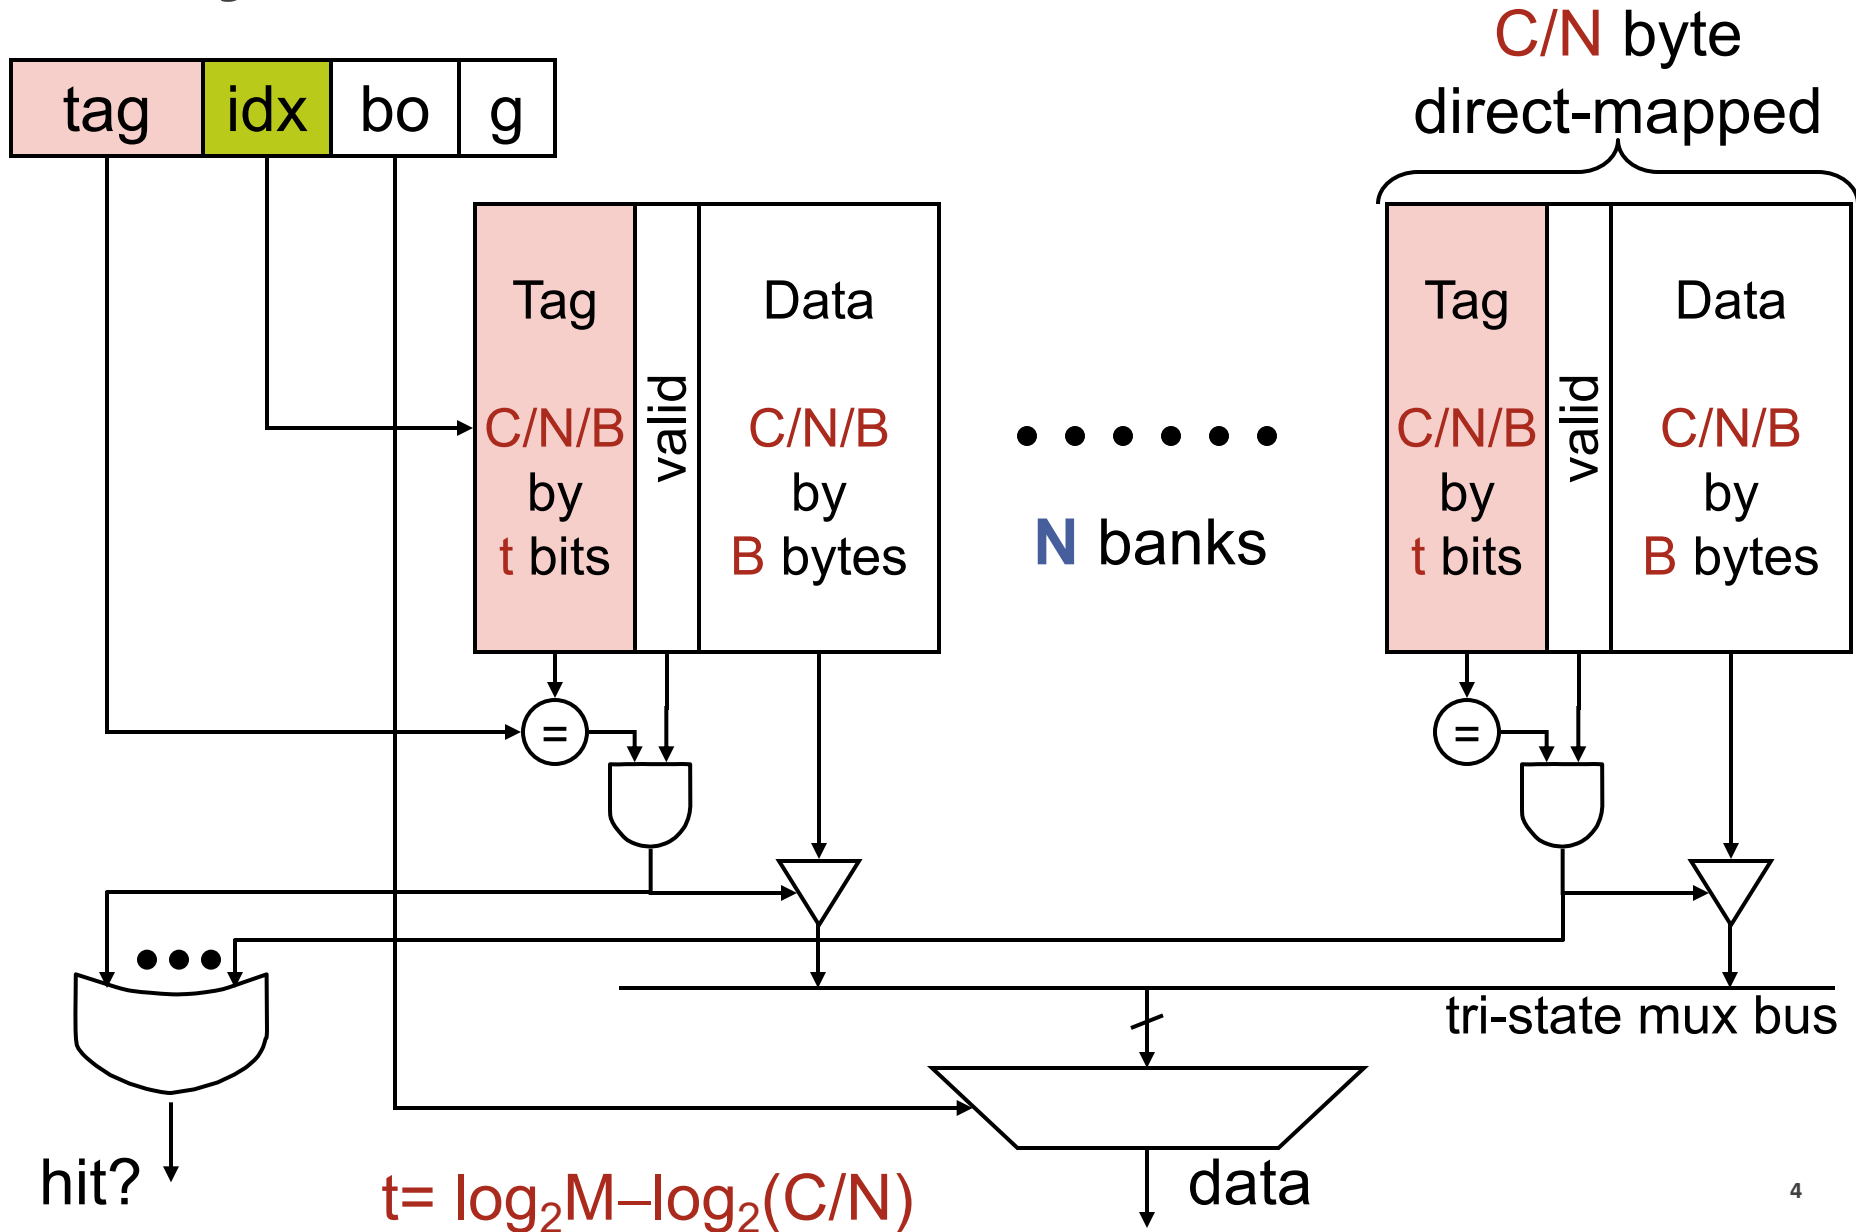 C/N byte
direct-mapped
tag idx bo g
Tag
C/N/B
by
t bits
valid
Data
C/N/B
by
B bytes
N banks
Tag
C/N/B
by
t bits
valid
Data
C/N/B
by
B bytes
=
=
tri-state mux bus
hit?
t= log₂M–log₂(C/N)
data
4